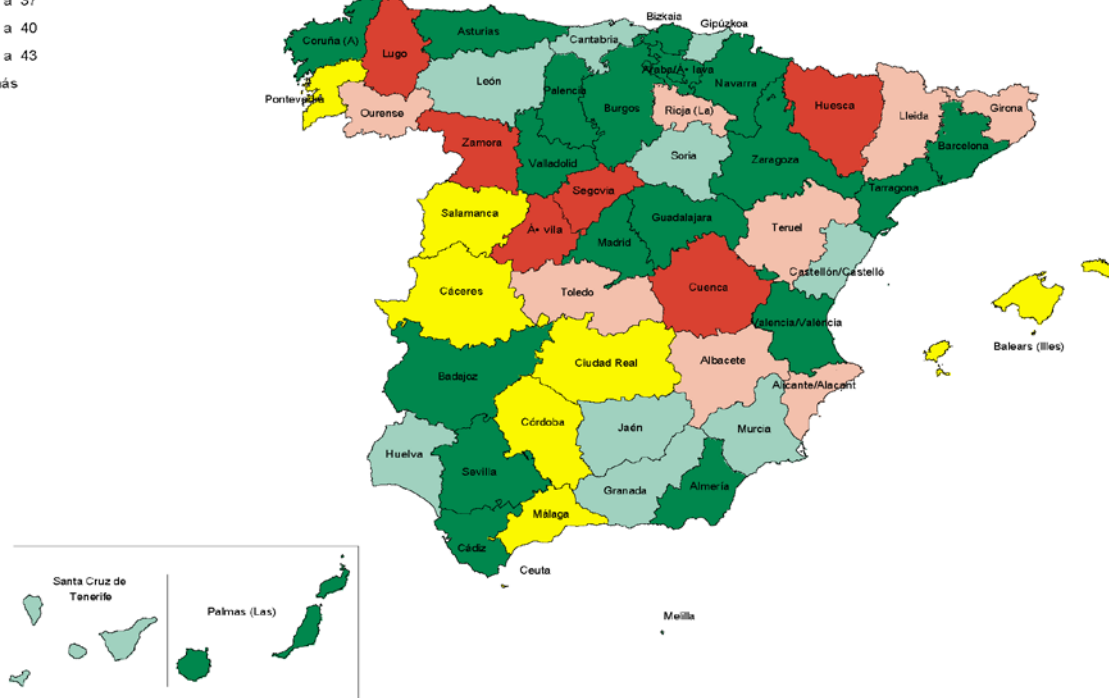 a 37
a 40
a 43
más
Bizkaia
Gipúzkoa
Coruña (A)
Lugo
Asturias
Cantabria
Araba/Á• lava
Navarra
León
Palencia
Burgos
Rioja (La)
Huesca
Lleida
Girona
Pontevedra
Ourense
Zamora
Valladolid
Soria
Zaragoza
Barcelona
Tarragona
Segovia
Salamanca
Á• vila
Madrid
Guadalajara
Teruel
Castellón/Castelló
Cáceres
Toledo
Cuenca
Valencia/València
Balears (Illes)
Badajoz
Ciudad Real
Albacete
Alicante/Alacant
Córdoba
Jaén
Murcia
Huelva
Sevilla
Granada
Almería
Málaga
Cádiz
Ceuta
Melilla
Santa Cruz de
Tenerife
Palmas (Las)